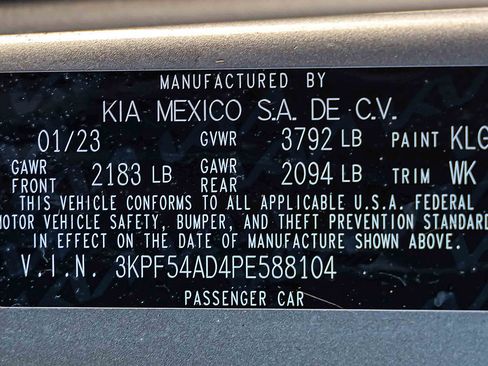 MANUFACTURED BY
KIA MEXICO S.A. DE C.V.
01/23 GVWR 3792 LB PAINT KLG
GAWR FRONT 2183 LB GAWR REAR 2094 LB TRIM WK
THIS VEHICLE CONFORMS TO ALL APPLICABLE U.S.A. FEDERAL
MOTOR VEHICLE SAFETY, BUMPER, AND THEFT PREVENTION STANDARD
IN EFFECT ON THE DATE OF MANUFACTURE SHOWN ABOVE.
V.I.N. 3KPF54AD4PE588104
PASSENGER CAR